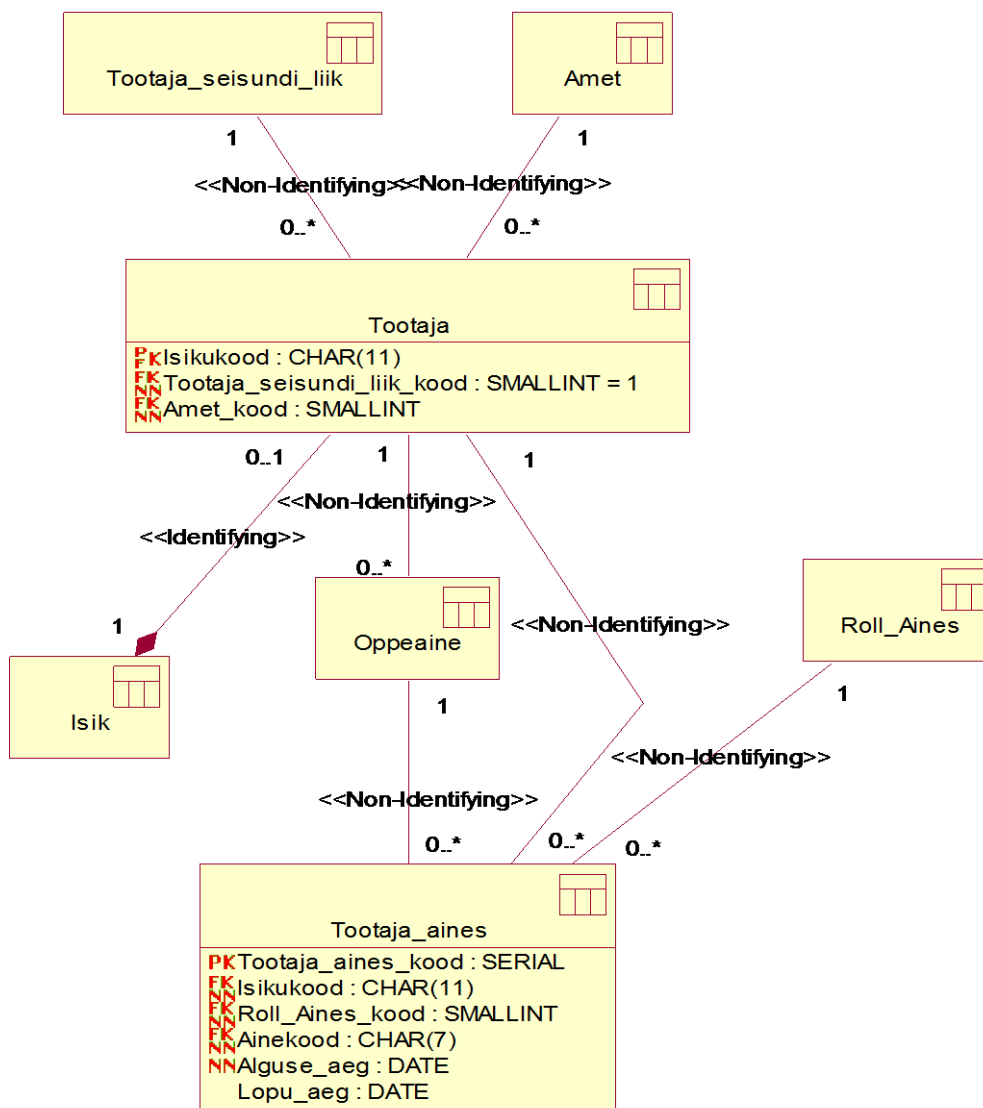 Tootaja_seisundi_liik
Amet
1
1
<<Non-Identifying>>
<<Non-Identifying>>
0..*
0..*
Tootaja
PFK Isikukood : CHAR(11)
FK NN Tootaja_seisundi_liik_kood : SMALLINT = 1
FK NN Amet_kood : SMALLINT
0..1
1
1
<<Non-Identifying>>
<<Identifying>>
0..*
1
Isik
Oppeaine
<<Non-Identifying>>
Roll_Aines
1
1
<<Non-Identifying>>
<<Non-Identifying>>
0..*
0..*
0..*
Tootaja_aines
PK Tootaja_aines_kood : SERIAL
FK NN Isikukood : CHAR(11)
FK NN Roll_Aines_kood : SMALLINT
FK NN Ainekood : CHAR(7)
NN Alguse_aeg : DATE
Lopu_aeg : DATE